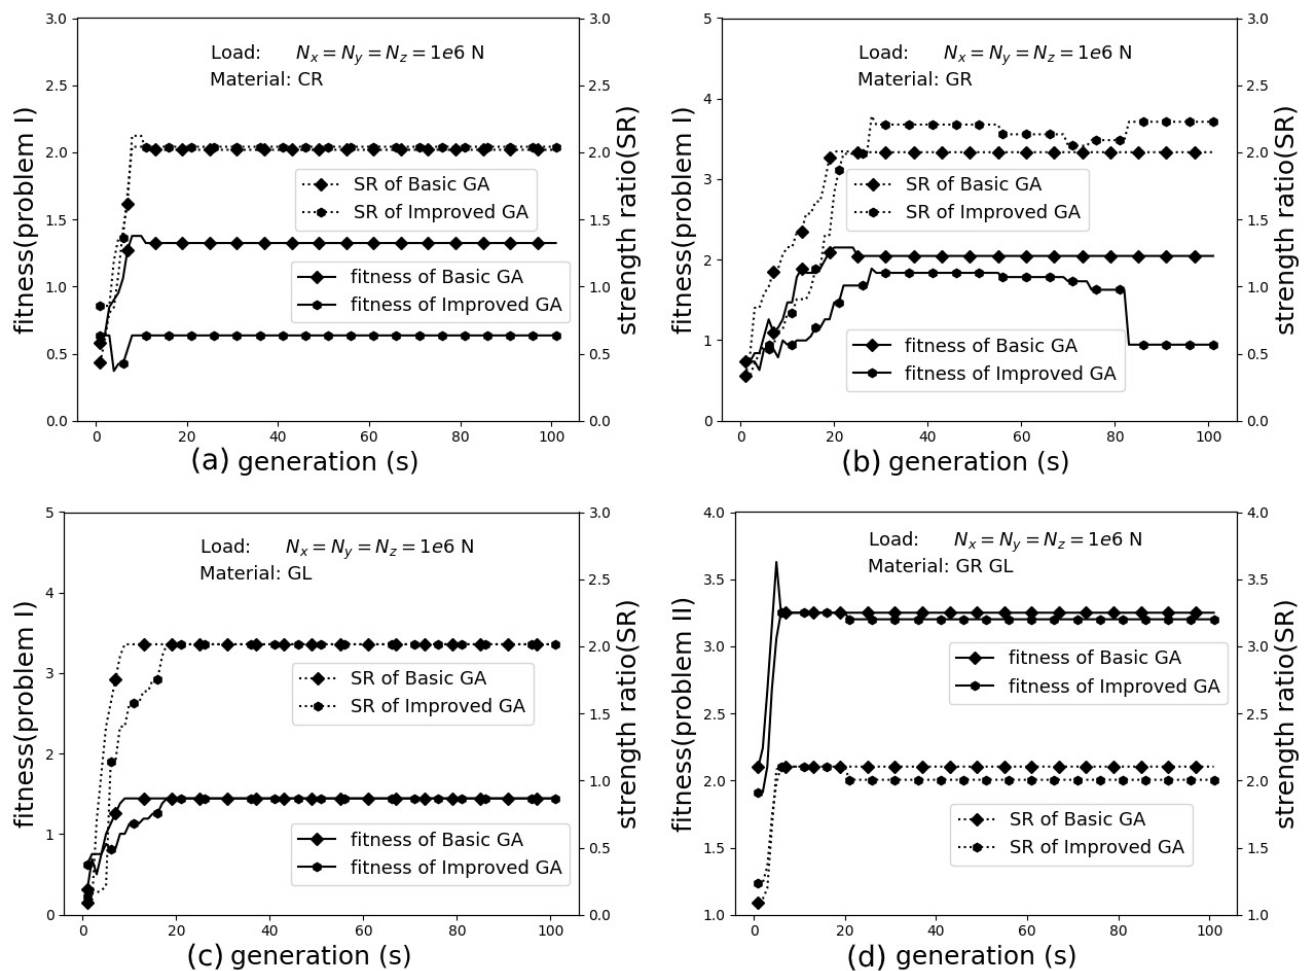 3.0
2.5
2.0
1.5
1.0
0.5
0.0
fitness(problem I)
Load: N_x = N_y = N_z = 1e6 N
Material: CR
SR of Basic GA
SR of Improved GA
fitness of Basic GA
fitness of Improved GA
3.0
2.5
2.0
1.5
1.0
0.5
0.0
strength ratio(SR)
0 20 40 60 80 100
(a) generation (s)
5
4
3
2
1
0
fitness(problem I)
Load: N_x = N_y = N_z = 1e6 N
Material: GR
SR of Basic GA
SR of Improved GA
fitness of Basic GA
fitness of Improved GA
3.0
2.5
2.0
1.5
1.0
0.5
0.0
strength ratio(SR)
0 20 40 60 80 100
(b) generation (s)
5
4
3
2
1
0
fitness(problem I)
Load: N_x = N_y = N_z = 1e6 N
Material: GL
SR of Basic GA
SR of Improved GA
fitness of Basic GA
fitness of Improved GA
3.0
2.5
2.0
1.5
1.0
0.5
0.0
strength ratio(SR)
0 20 40 60 80 100
(c) generation (s)
4.0
3.5
3.0
2.5
2.0
1.5
1.0
fitness(problem II)
Load: N_x = N_y = N_z = 1e6 N
Material: GR GL
fitness of Basic GA
fitness of Improved GA
SR of Basic GA
SR of Improved GA
4.0
3.5
3.0
2.5
2.0
1.5
1.0
strength ratio(SR)
0 20 40 60 80 100
(d) generation (s)